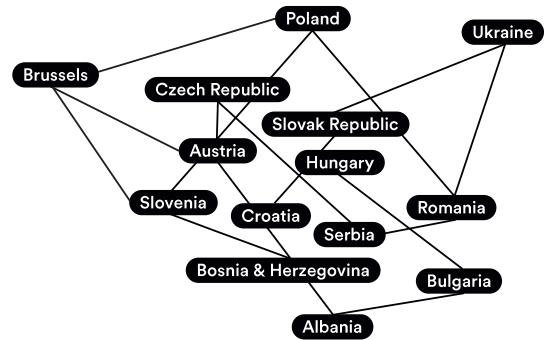 Poland
Ukraine
Brussels
Czech Republic
Slovak Republic
Austria
Hungary
Slovenia
Croatia
Romania
Serbia
Bosnia & Herzegovina
Bulgaria
Albania